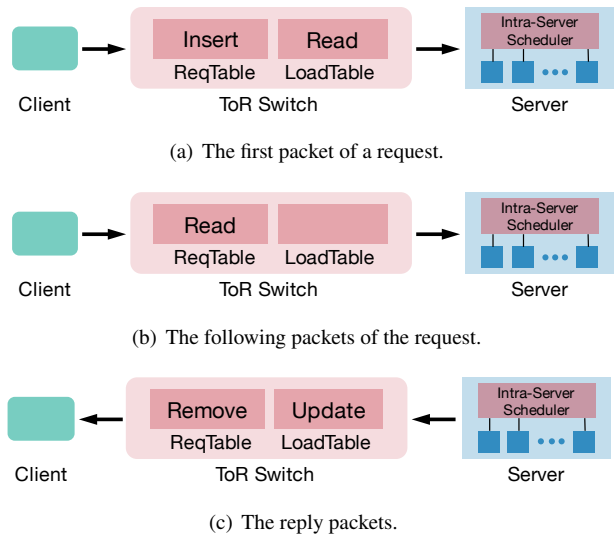 Insert Read Intra-Server
Scheduler
ReqTable LoadTable
Client ToR Switch Server
(a) The first packet of a request.
Read Intra-Server
Scheduler
ReqTable LoadTable
Client ToR Switch Server
(b) The following packets of the request.
Remove Update Intra-Server
Scheduler
ReqTable LoadTable
Client ToR Switch Server
(c) The reply packets.